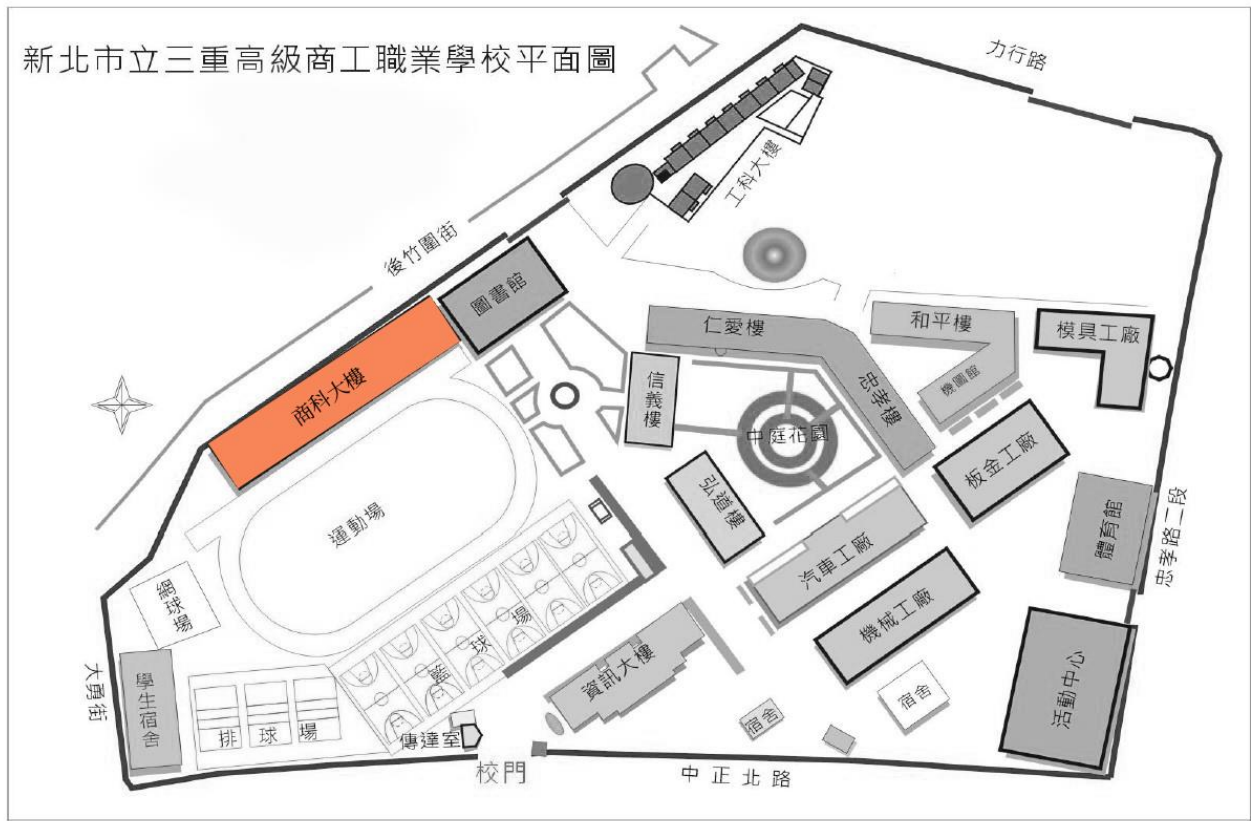 新北市立三重高級商工職業學校平面圖
力行路
工科大樓
後竹圍街
圖書館
商科大樓
仁愛樓
和平樓
模具工廠
機圖館
信義樓
忠孝樓
中庭花園
板金工廠
弘道樓
體育館
忠孝路二段
運動場
汽車工廠
網球場
籃球場
機械工廠
大勇街
學生宿舍
資訊大樓
活動中心
宿舍
宿舍
排球場
傳達室
校門
中正北路